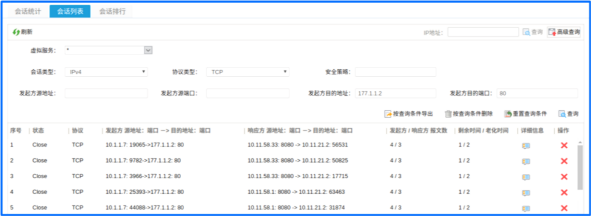 会话统计 会话列表 会话排行
刷新 IP地址： 查询 高级查询
虚拟服务： *
会话类型： IPv4 协议类型： TCP 安全策略：
发起方源地址： 发起方源端口： 发起方目的地址： 177.1.1.2 发起方目的端口： 80
按查询条件导出 按查询条件删除 重置查询条件 查询
序号 状态 协议 发起方 源地址：端口 -> 目的地址：端口 响应方 源地址：端口 -> 目的地址：端口 发起方 / 响应方 报文数 剩余时间 / 老化时间 详细信息 操作
1 Close TCP 10.1.1.7: 19065->177.1.1.2: 80 10.11.58.33: 8080 -> 10.11.21.2: 56531 4 / 3 1 / 2
2 Close TCP 10.1.1.7: 9782->177.1.1.2: 80 10.11.58.33: 8080 -> 10.11.21.2: 50825 4 / 3 1 / 2
3 Close TCP 10.1.1.7: 3966->177.1.1.2: 80 10.11.58.33: 8080 -> 10.11.21.2: 17715 4 / 3 1 / 2
4 Close TCP 10.1.1.7: 25393->177.1.1.2: 80 10.11.58.1: 8080 -> 10.11.21.2: 63463 4 / 3 1 / 2
5 Close TCP 10.1.1.7: 44088->177.1.1.2: 80 10.11.58.1: 8080 -> 10.11.21.2: 31874 4 / 3 1 / 2